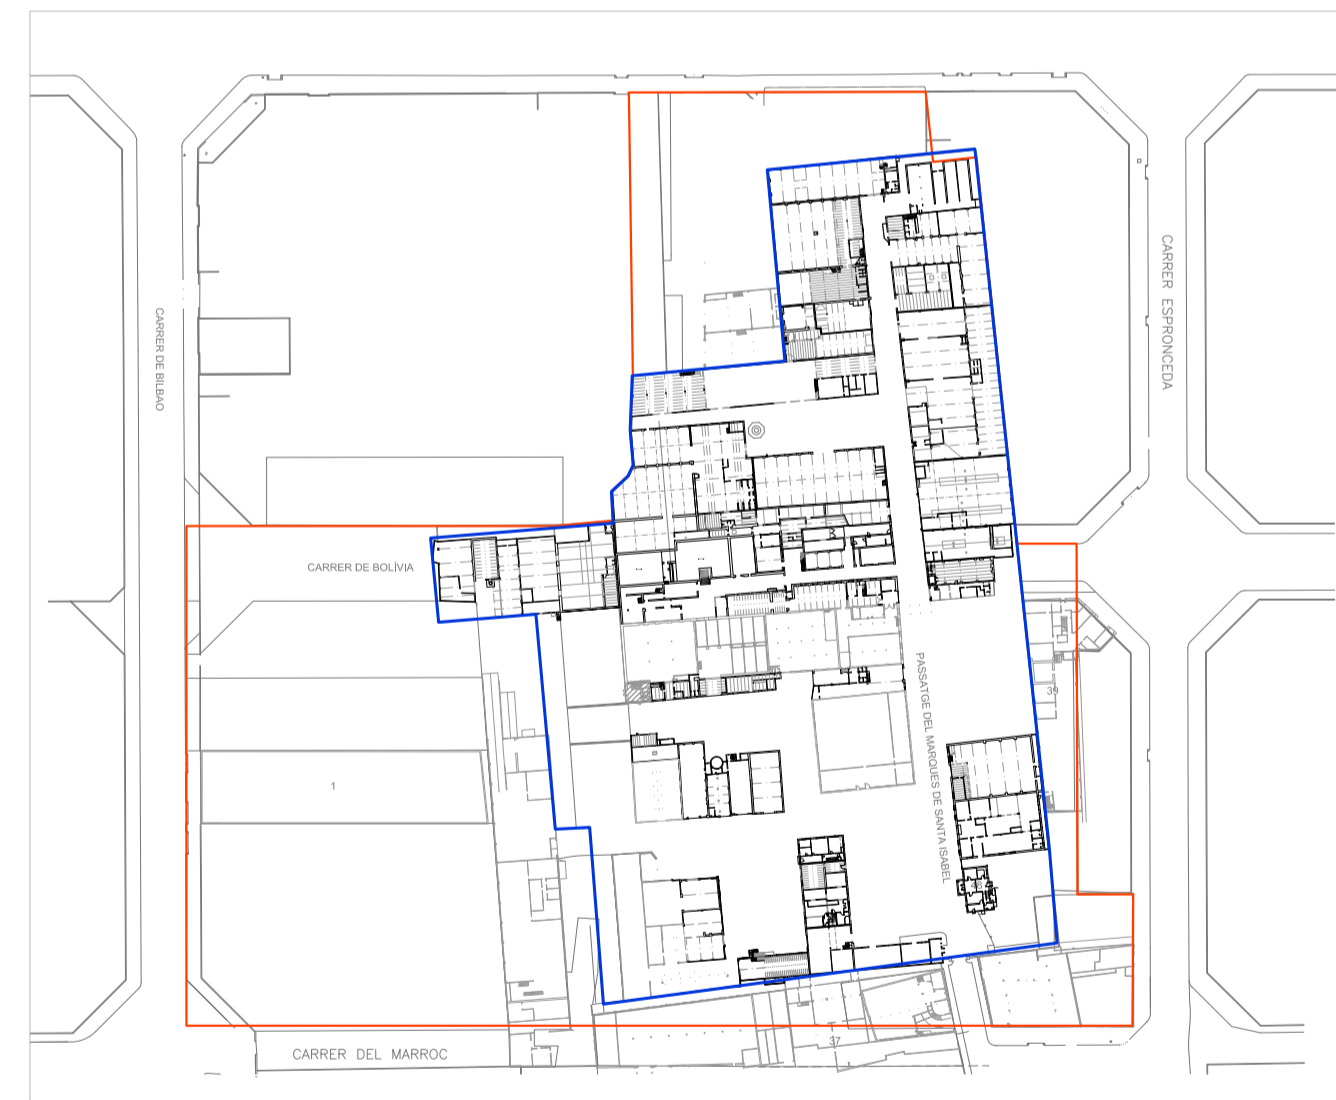 CARRER ESPRONCEDA
CARRER DE BILBAO
CARRER DE BOLÍVIA
PASSATGE DEL MARQUES DE SANTA ISABEL
39
1
37
CARRER DEL MARROC